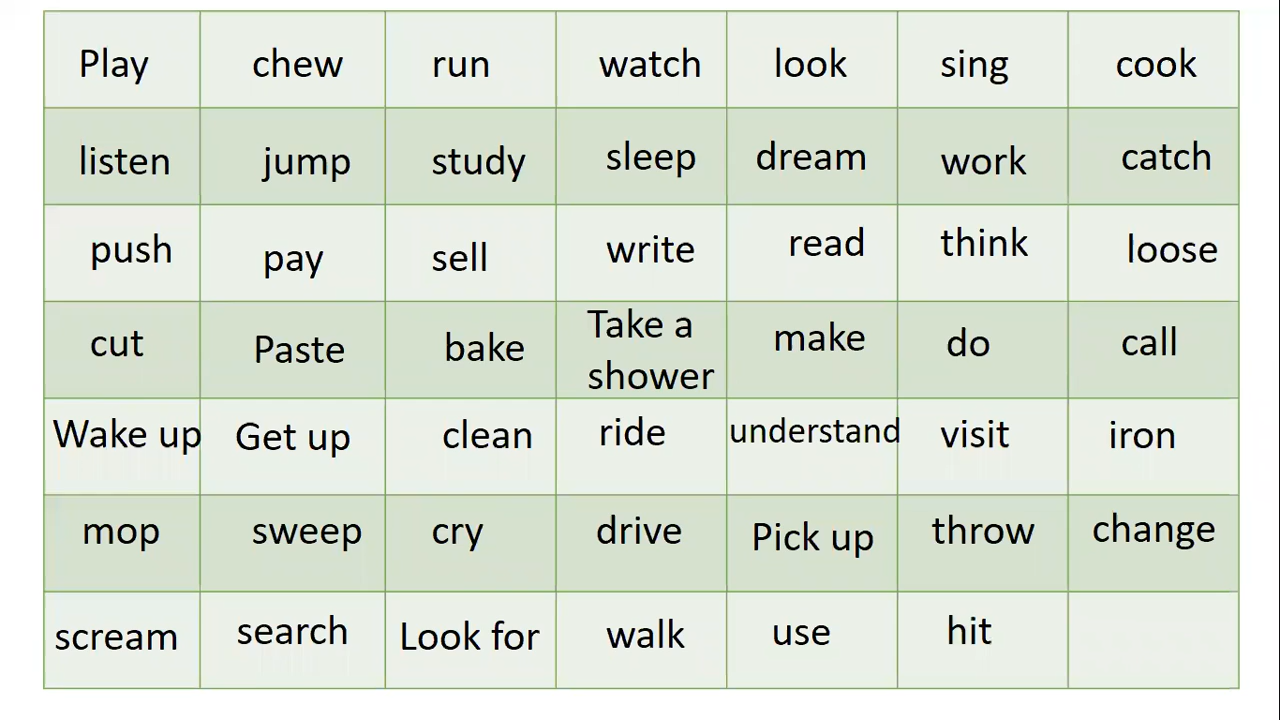 Play chew run watch look sing cook
listen jump study sleep dream work catch
push pay sell write read think loose
cut Paste bake Take a shower make do call
Wake up Get up clean ride understand visit iron
mop sweep cry drive Pick up throw change
scream search Look for walk use hit